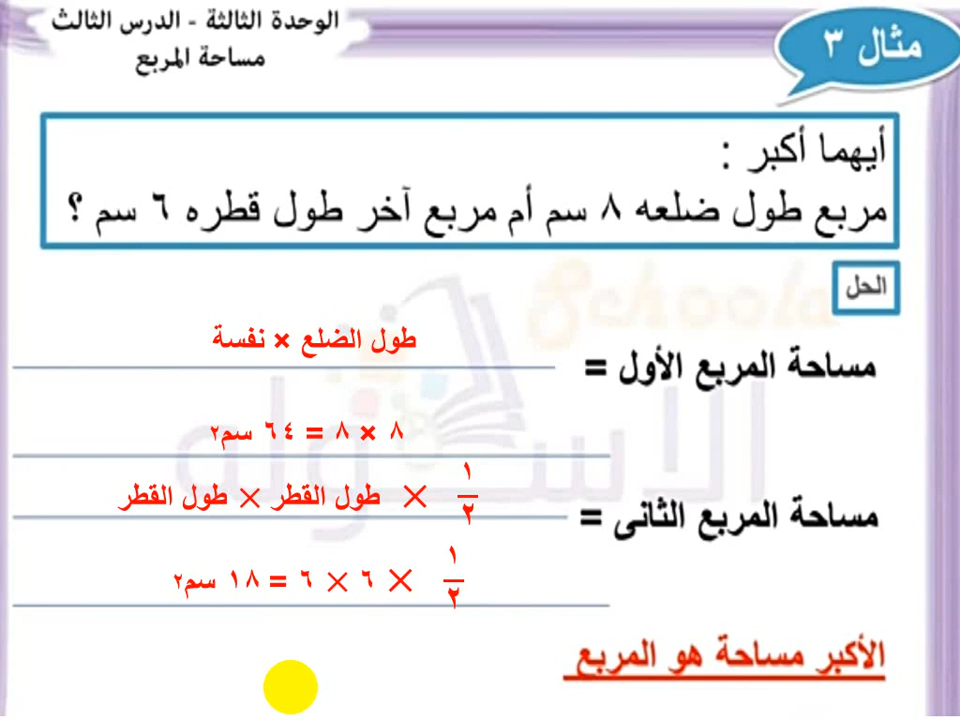 الوحدة الثالثة - الدرس الثالث
مساحة المربع
مثال ٣
أيهما أكبر :
مربع طول ضلعه ٨ سم أم مربع آخر طول قطره ٦ سم ؟
الحل
Schoola
الاسكوله
مساحة المربع الأول = طول الضلع × نفسة
٨ × ٨ = ٦٤ سم٢
مساحة المربع الثانى = ١/٢ × طول القطر × طول القطر
١/٢ × ٦ × ٦ = ١٨ سم٢
الأكبر مساحة هو المربع